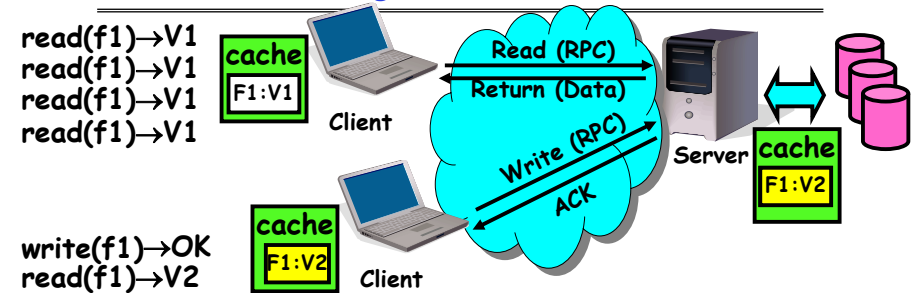 read(f1)→V1
read(f1)→V1
read(f1)→V1
read(f1)→V1
cache
F1:V1
Client
Read (RPC)
Return (Data)
Write (RPC)
ACK
Server
cache
F1:V2
write(f1)→OK
read(f1)→V2
cache
F1:V2
Client